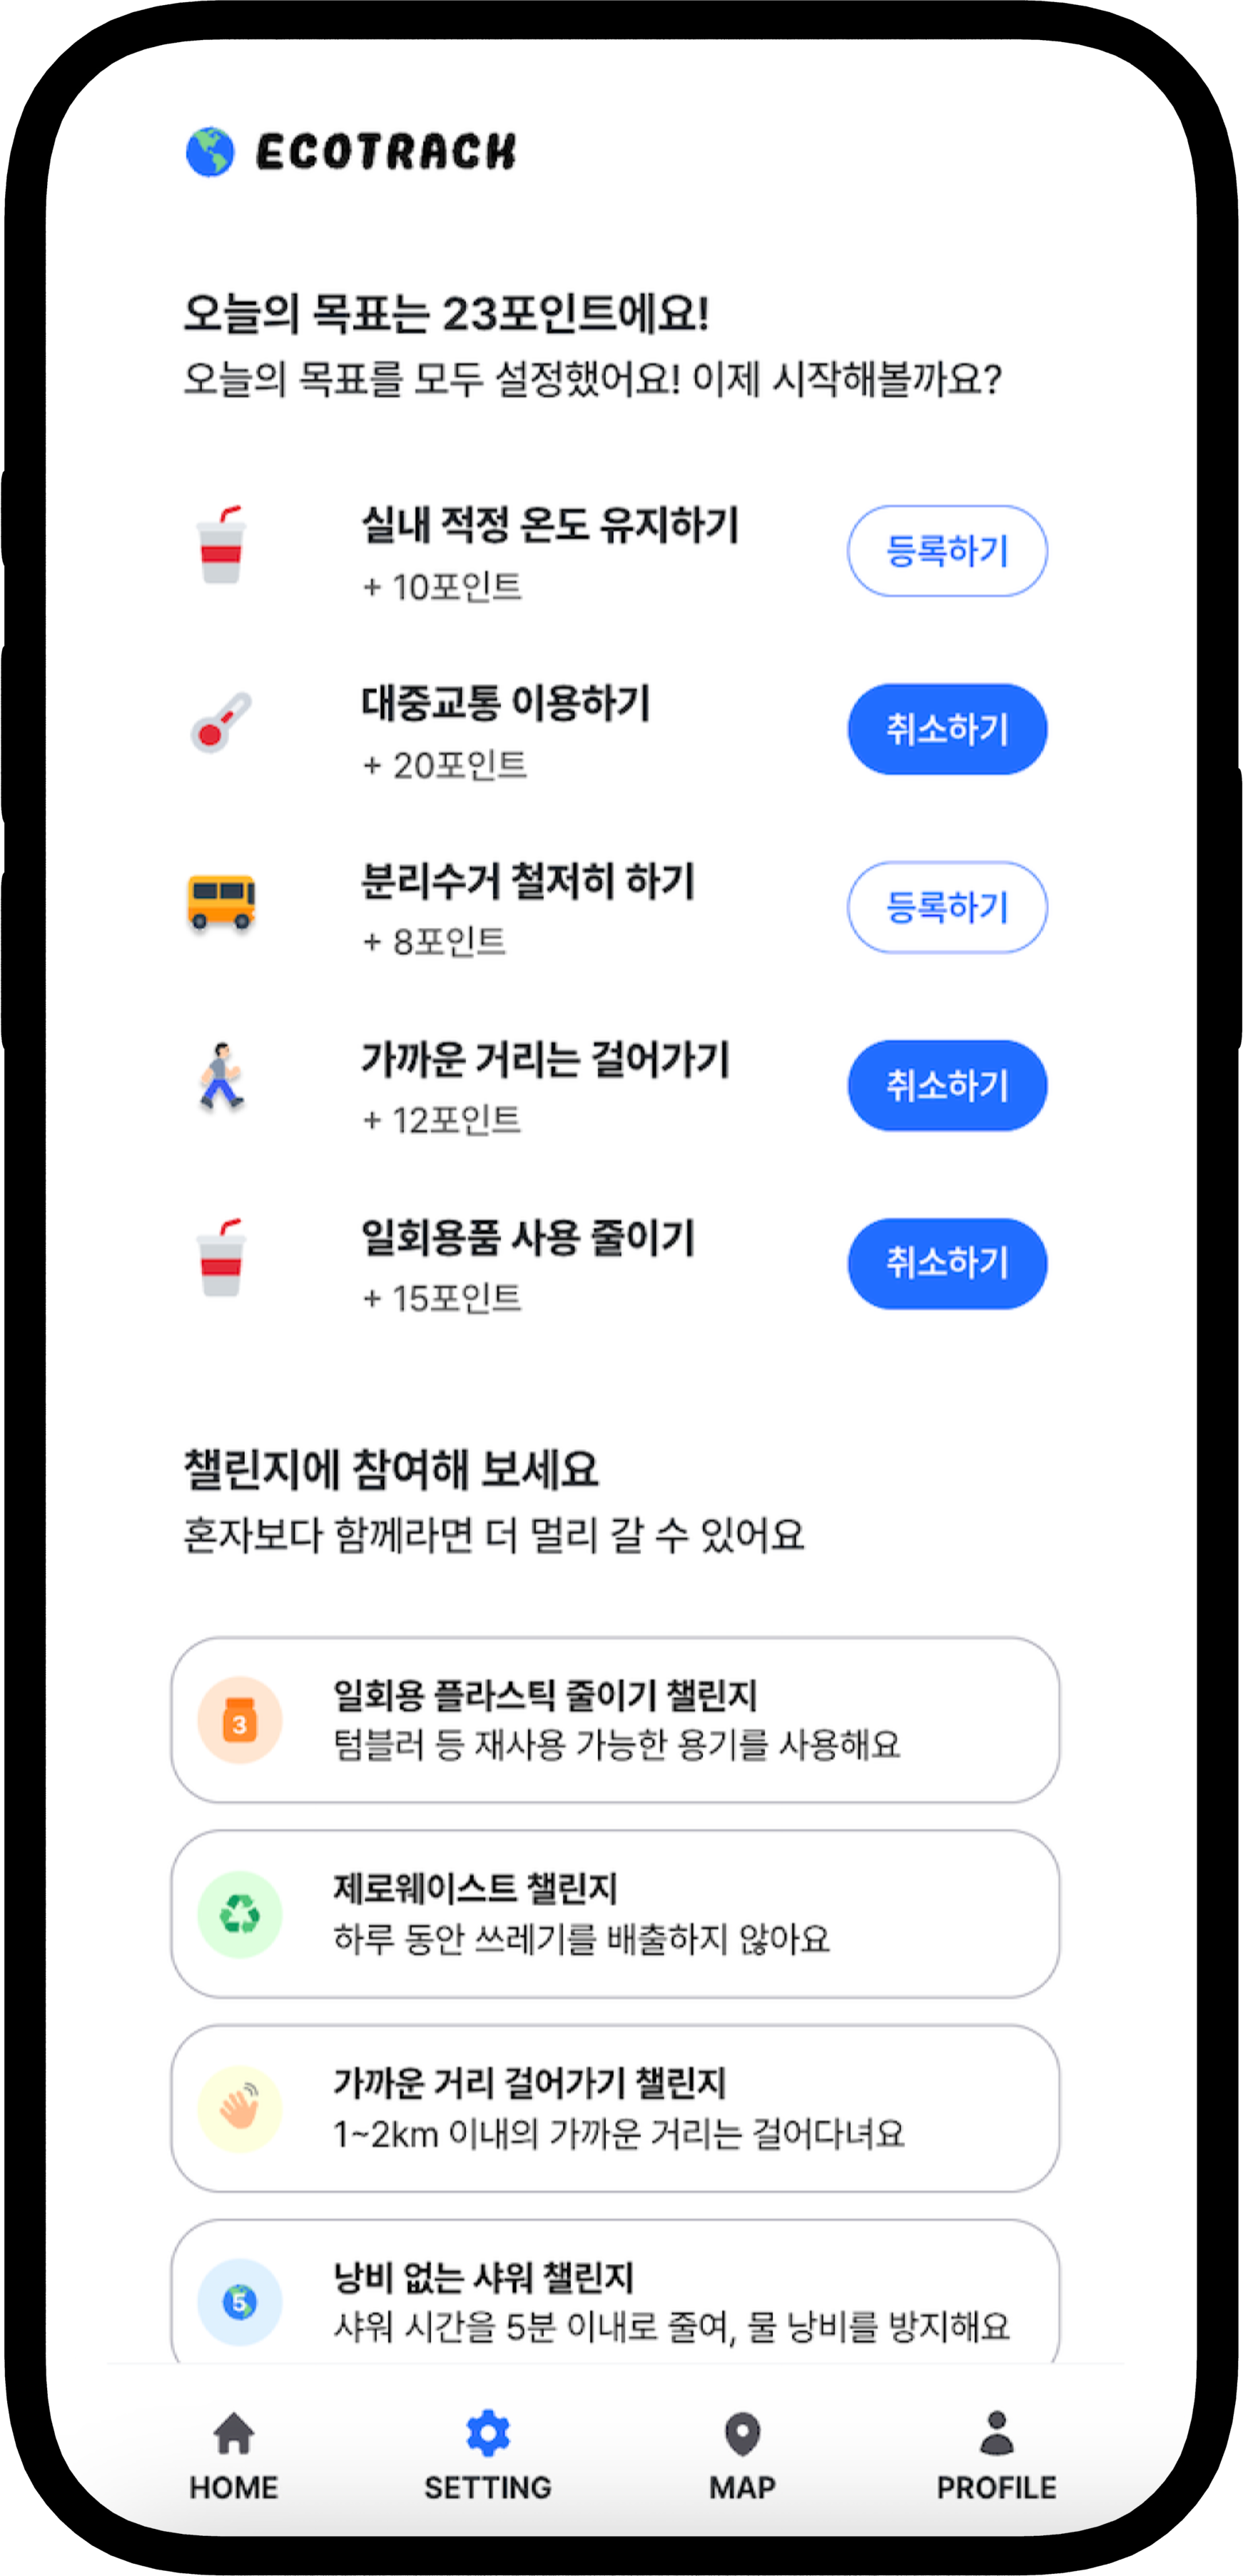 ECOTRACK
오늘의 목표는 23포인트에요!
오늘의 목표를 모두 설정했어요! 이제 시작해볼까요?
실내 적정 온도 유지하기
+ 10포인트
등록하기
대중교통 이용하기
+ 20포인트
취소하기
분리수거 철저히 하기
+ 8포인트
등록하기
가까운 거리는 걸어가기
+ 12포인트
취소하기
일회용품 사용 줄이기
+ 15포인트
취소하기
챌린지에 참여해 보세요
혼자보다 함께라면 더 멀리 갈 수 있어요
3
일회용 플라스틱 줄이기 챌린지
텀블러 등 재사용 가능한 용기를 사용해요
제로웨이스트 챌린지
하루 동안 쓰레기를 배출하지 않아요
가까운 거리 걸어가기 챌린지
1~2km 이내의 가까운 거리는 걸어다녀요
5
낭비 없는 샤워 챌린지
샤워 시간을 5분 이내로 줄여, 물 낭비를 방지해요
HOME
SETTING
MAP
PROFILE